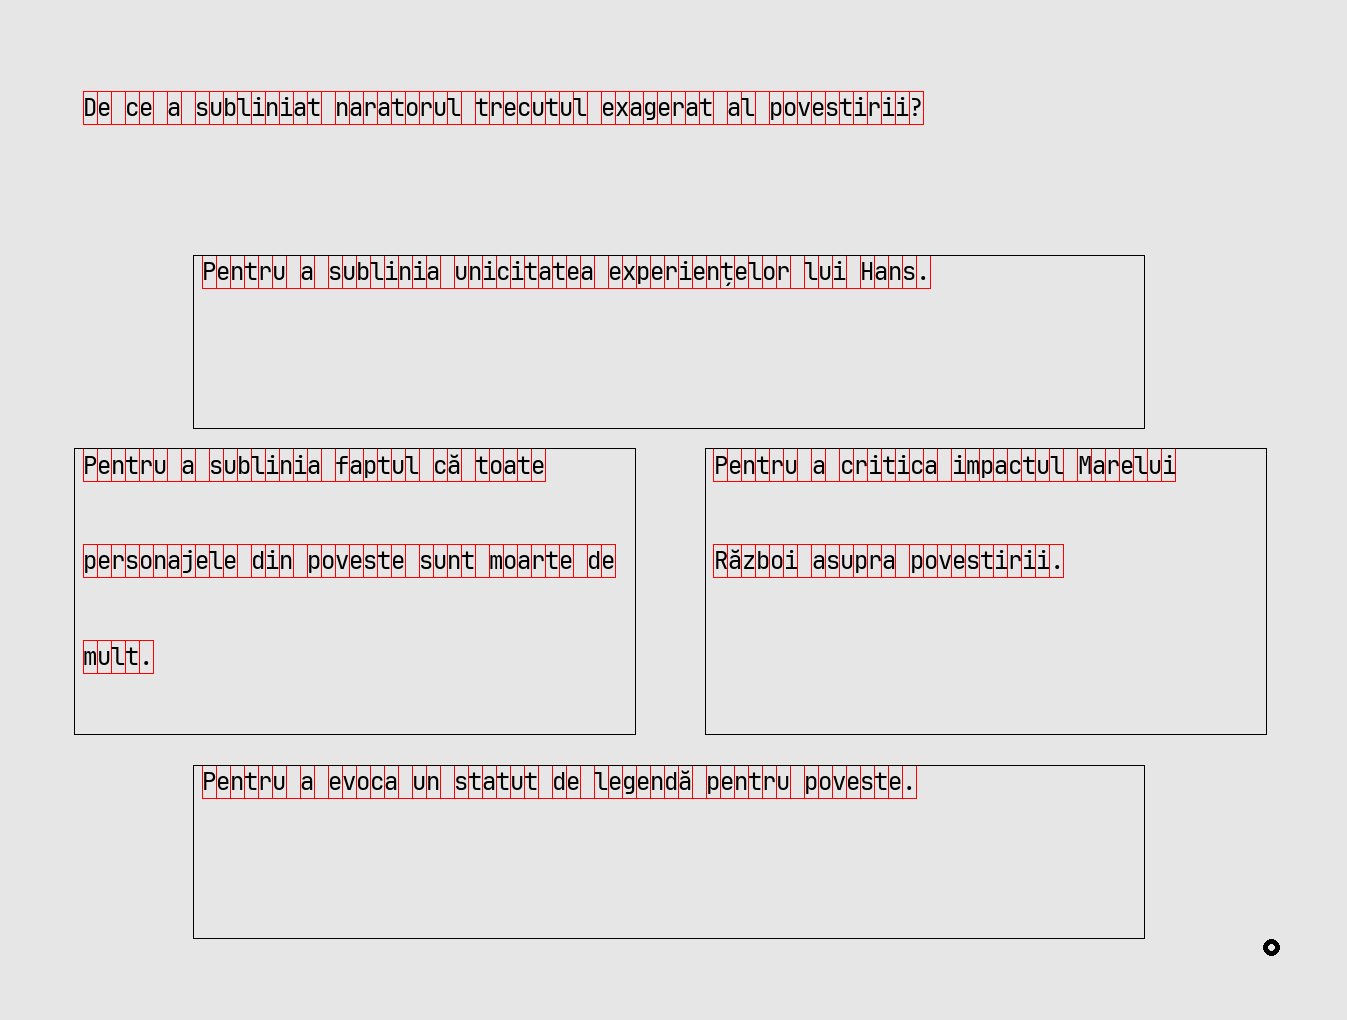 De ce a subliniat naratorul trecutul exagerat al povestirii?
Pentru a sublinia unicitatea experiențelor lui Hans.
Pentru a sublinia faptul că toate
personajele din poveste sunt moarte de
mult.
Pentru a critica impactul Marelui
Război asupra povestirii.
Pentru a evoca un statut de legendă pentru poveste.